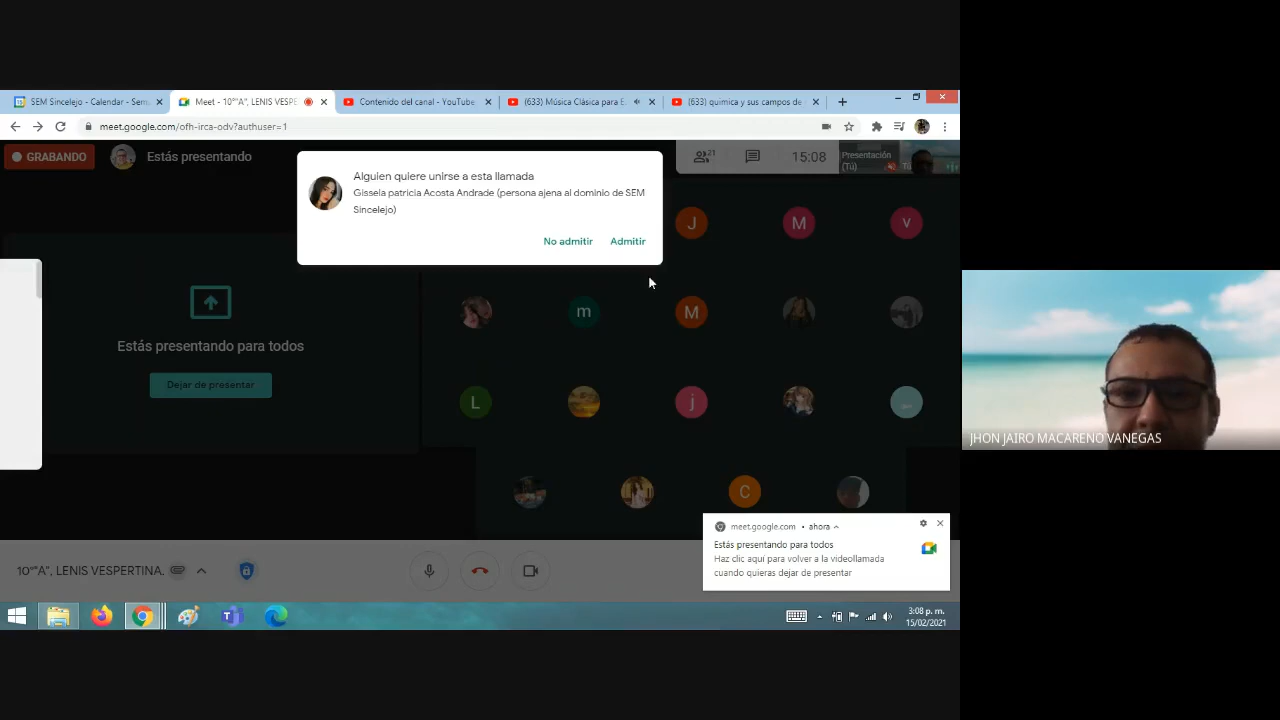 SEM Sincelejo - Calendar - Sem
Meet - 10°"A", LENIS VESPE
Contenido del canal - YouTube
(633) Música Clásica para E
(633) quimica y sus campos de
meet.google.com/ofh-irca-odv?authuser=1
GRABANDO
Estás presentando
Alguien quiere unirse a esta llamada
Gissela patricia Acosta Andrade (persona ajena al dominio de SEM
Sincelejo)
No admitir
Admitir
21
15:08
Presentación
(Tú)
Tú
J
M
v
m
M
Estás presentando para todos
Dejar de presentar
L
j
C
JHON JAIRO MACARENO VANEGAS
meet.google.com • ahora
Estás presentando para todos
Haz clic aquí para volver a la videollamada
cuando quieras dejar de presentar
10°"A", LENIS VESPERTINA.
3:08 p. m.
15/02/2021